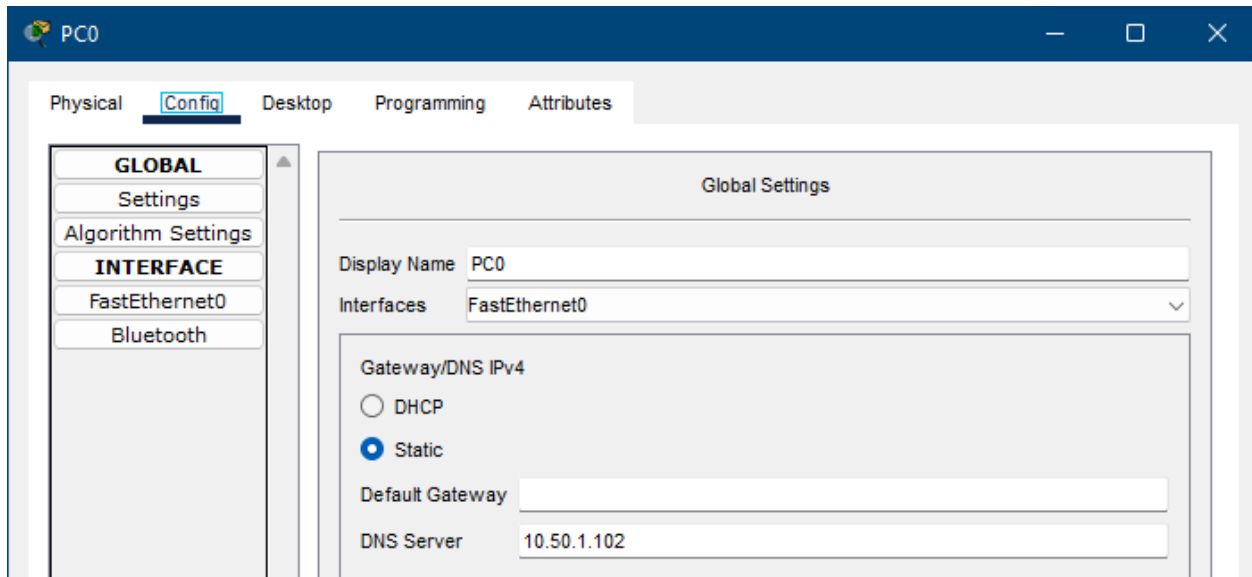 PC0
Physical Config Desktop Programming Attributes
GLOBAL
Settings
Algorithm Settings
INTERFACE
FastEthernet0
Bluetooth
Global Settings
Display Name PC0
Interfaces FastEthernet0
Gateway/DNS IPv4
DHCP
Static
Default Gateway
DNS Server 10.50.1.102